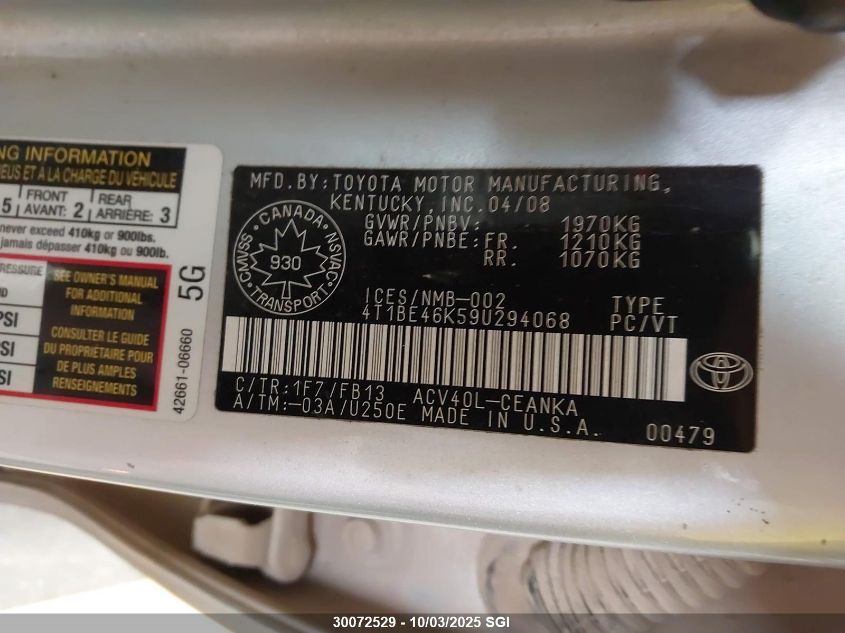 NG INFORMATION
REUS ET A LA CHARGE DU VÉHICULE
5 FRONT AVANT: 2 REAR ARRIÈRE: 3
never exceed 410kg or 900lbs.
jamais dépasser 410kg ou 900lb.
PRESSURE
SEE OWNER'S MANUAL
FOR ADDITIONAL
INFORMATION
PSI
CONSULTER LE GUIDE
DU PROPRIÉTAIRE POUR
DE PLUS AMPLES
RENSEIGNEMENTS
5G
42661-06660
MFD.BY:TOYOTA MOTOR MANUFACTURING,
KENTUCKY, INC. 04/08
GVWR/PNBV: 1970KG
GAWR/PNBE:FR. 1210KG
RR. 1070KG
CANADA
CMVSS NSVAC
930
TRANSPORT
ICES/NMB-002
4T1BE46K59U294068
TYPE
PC/VT
C/TR:1F7/FB13 ACV40L-CEANKA
A/TM:-03A/U250E MADE IN U.S.A.
00479
30072529 - 10/03/2025 SGI